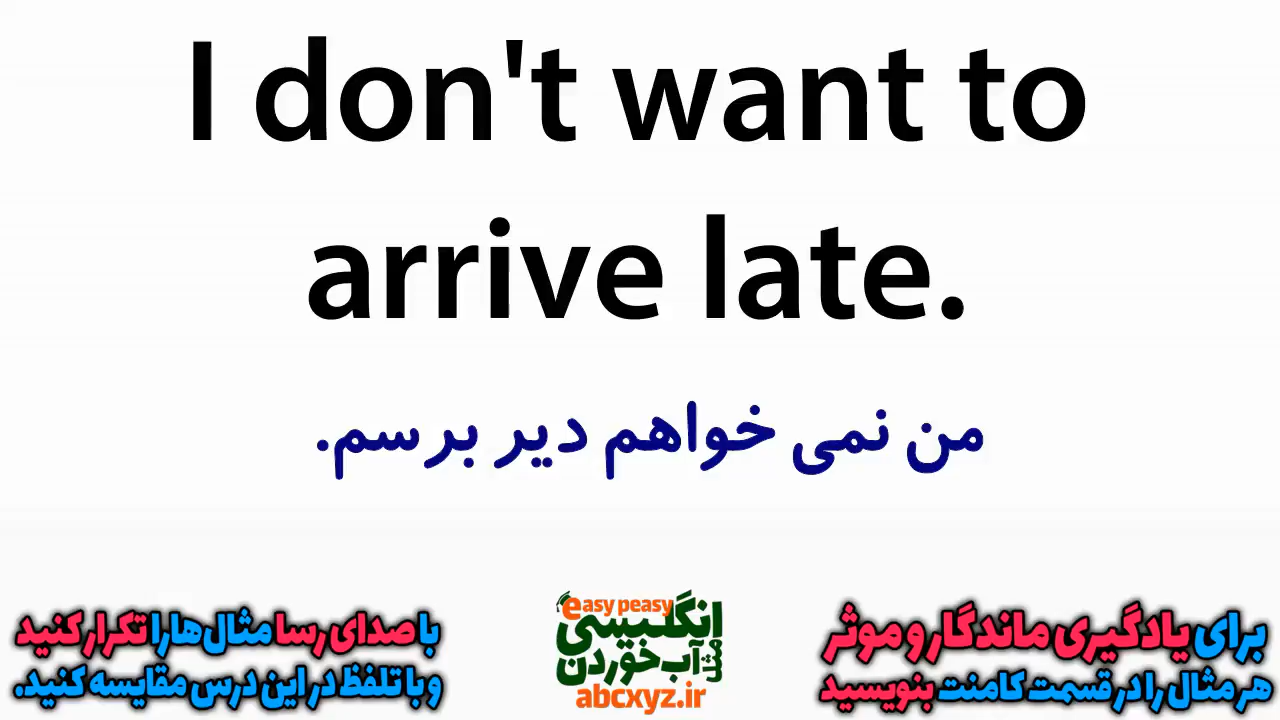 I don't want to
arrive late.
من نمی خواهم دیر برسم.
برای یادگیری ماندگار و موثر
هر مثال را در قسمت کامنت بنویسید
easy peasy
انگلیسی
مثل آب خوردن
abcxyz.ir
با صدای رسا مثال‌ها را تکرار کنید
و با تلفظ در این درس مقایسه کنید.